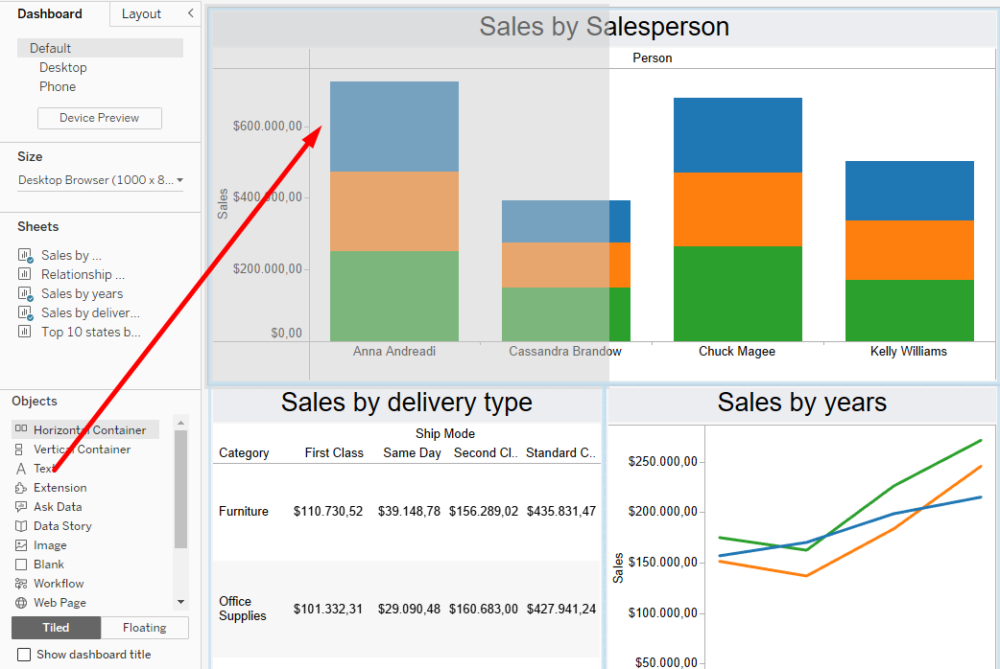 Dashboard Layout
Default
Desktop
Phone
Device Preview
Size
Desktop Browser (1000 x 8...
Sheets
Sales by ...
Relationship ...
Sales by years
Sales by deliver...
Top 10 states b...
Objects
Horizontal Container
Vertical Container
Text
Extension
Ask Data
Data Story
Image
Blank
Workflow
Web Page
Tiled Floating
Show dashboard title
Sales by Salesperson
Person
Sales
$600.000,00
$400.000,00
$200.000,00
$0,00
Anna Andreadi Cassandra Brandow Chuck Magee Kelly Williams
Sales by delivery type
Ship Mode
Category First Class Same Day Second Cl.. Standard C..
Furniture $110.730,52 $39.148,78 $156.289,02 $435.831,47
Office
Supplies $101.332,31 $29.090,48 $160.683,00 $427.941,24
Sales by years
Sales
$250.000,00
$200.000,00
$150.000,00
$100.000,00
$50.000,00